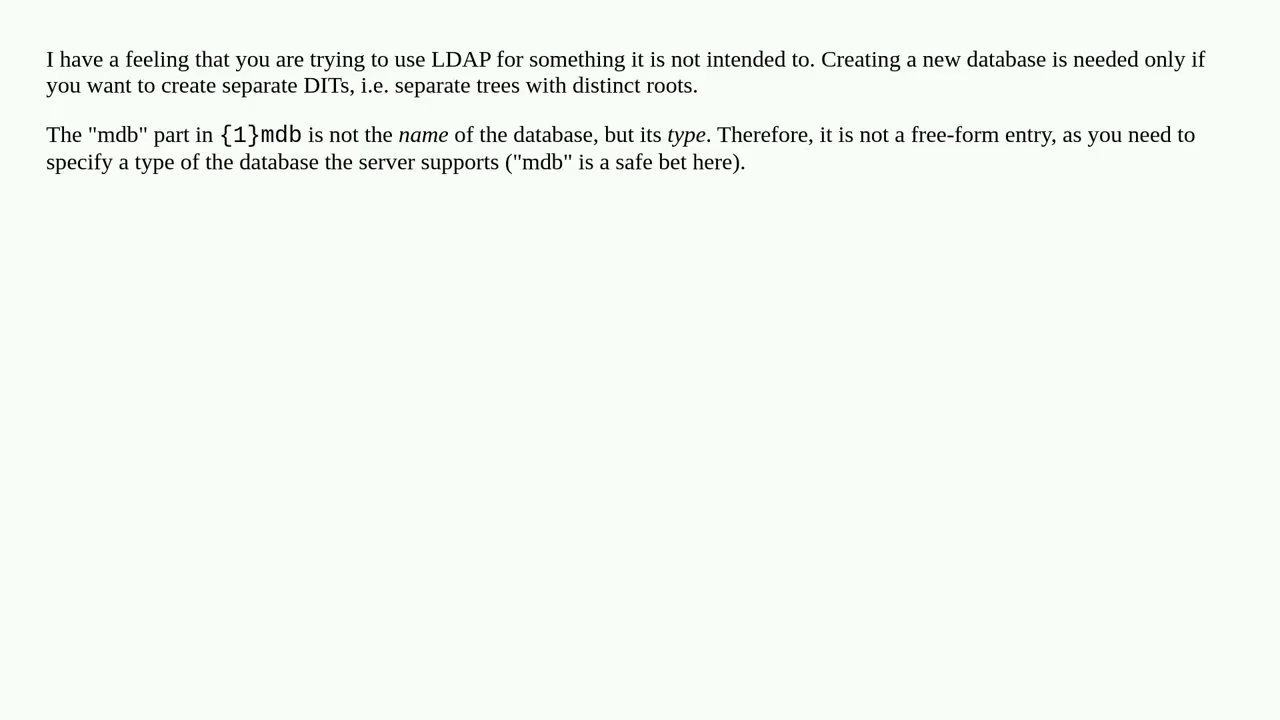 I have a feeling that you are trying to use LDAP for something it is not intended to. Creating a new database is needed only if
you want to create separate DITs, i.e. separate trees with distinct roots.
The "mdb" part in {1}mdb is not the name of the database, but its type. Therefore, it is not a free-form entry, as you need to
specify a type of the database the server supports ("mdb" is a safe bet here).